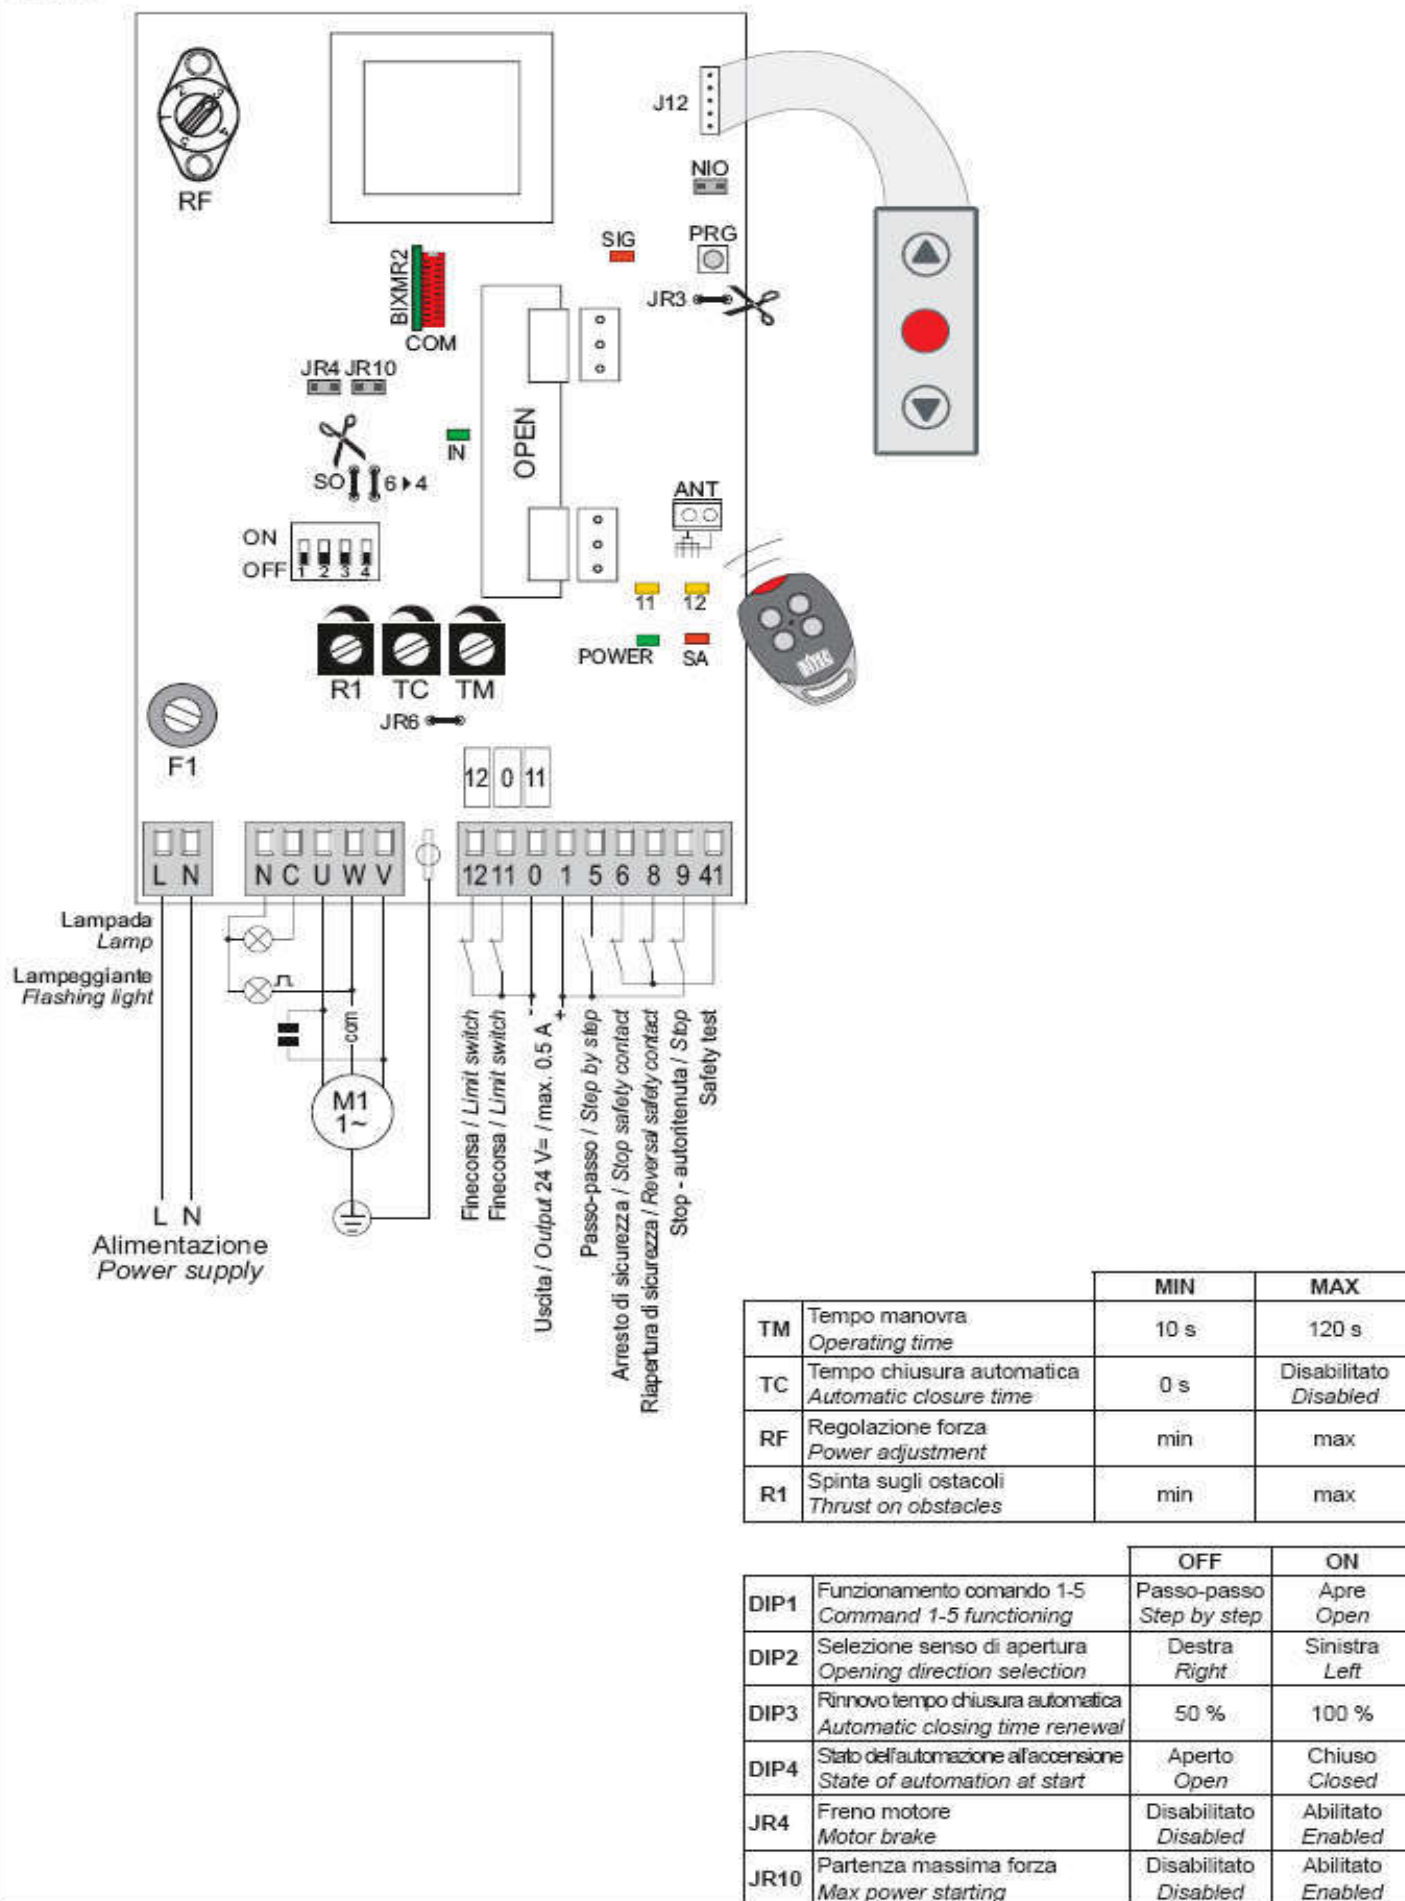 J12
RF
NIO
SIG
PRG
BIXMR2
JR3
COM
JR4 JR10
OPEN
IN
SO
6▶4
ANT
ON
OFF
1 2 3 4
11
12
POWER
SA
R1
TC
TM
JR6
F1
12 0 11
L N
N C U W V
12 11 0 1 5 6 8 9 41
Lampada
Lamp
Lampeggiante
Flashing light
com
M1
1~
L N
Alimentazione
Power supply
Finecorsa / Limit switch
Finecorsa / Limit switch
Uscita / Output 24 V= / max. 0.5 A
- +
Passo-passo / Step by step
Arresto di sicurezza / Stop safety contact
Riapertura di sicurezza / Reversal safety contact
Stop - autoritenuta / Stop
Safety test
MIN MAX
TM Tempo manovra 10 s 120 s
Operating time
TC Tempo chiusura automatica 0 s Disabilitato
Automatic closure time Disabled
RF Regolazione forza min max
Power adjustment
R1 Spinta sugli ostacoli min max
Thrust on obstacles
OFF ON
DIP1 Funzionamento comando 1-5 Passo-passo Apre
Command 1-5 functioning Step by step Open
DIP2 Selezione senso di apertura Destra Sinistra
Opening direction selection Right Left
DIP3 Rinnovo tempo chiusura automatica 50 % 100 %
Automatic closing time renewal
DIP4 Stato dell'automazione all'accensione Aperto Chiuso
State of automation at start Open Closed
JR4 Freno motore Disabilitato Abilitato
Motor brake Disabled Enabled
JR10 Partenza massima forza Disabilitato Abilitato
Max power starting Disabled Enabled